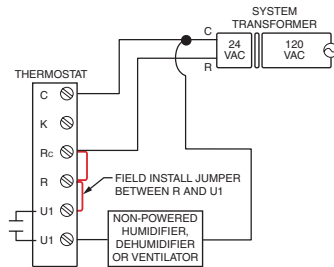 SYSTEM
TRANSFORMER
C
24
VAC
120
VAC
R
THERMOSTAT
C
K
RC
R
FIELD INSTALL JUMPER
BETWEEN R AND U1
U1
U1
NON-POWERED
HUMIDIFIER,
DEHUMIDIFIER
OR VENTILATOR